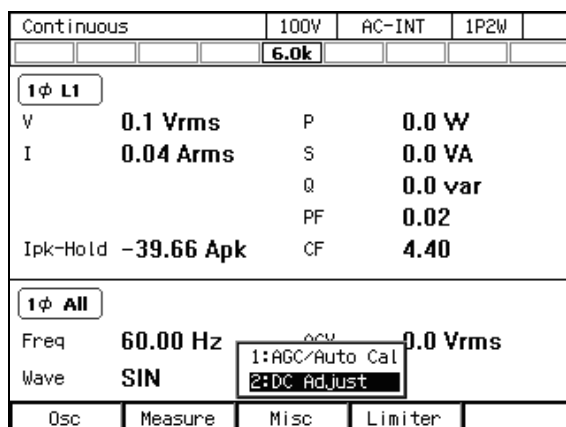 Continuous 100V AC-INT 1P2W
6.0k
1Φ L1
V 0.1 Vrms P 0.0 W
I 0.04 Arms S 0.0 VA
Q 0.0 var
PF 0.02
Ipk-Hold -39.66 Apk CF 4.40
1Φ All
Freq 60.00 Hz ACV 0.0 Vrms
1:AGC/Auto Cal
Wave SIN 2:DC Adjust
Osc Measure Misc Limiter